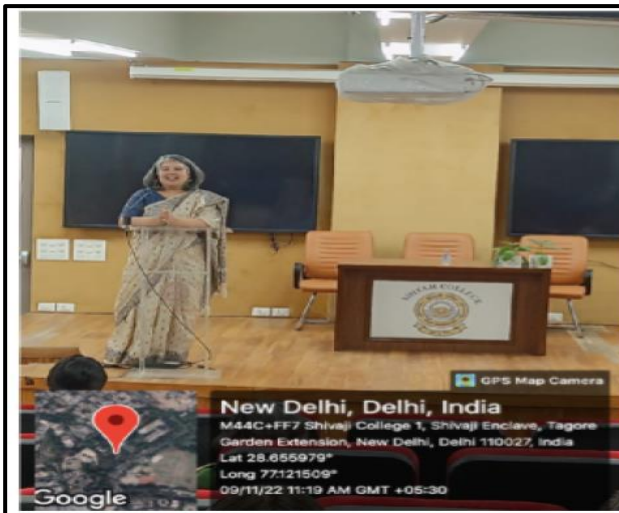 SHIVAJI COLLEGE
GPS Map Camera
New Delhi, Delhi, India
M44C+FF7 Shivaji College 1, Shivaji Enclave, Tagore
Garden Extension, New Delhi, Delhi 110027, India
Lat 28.655979°
Long 77.121509°
09/11/22 11:19 AM GMT +05:30
Google